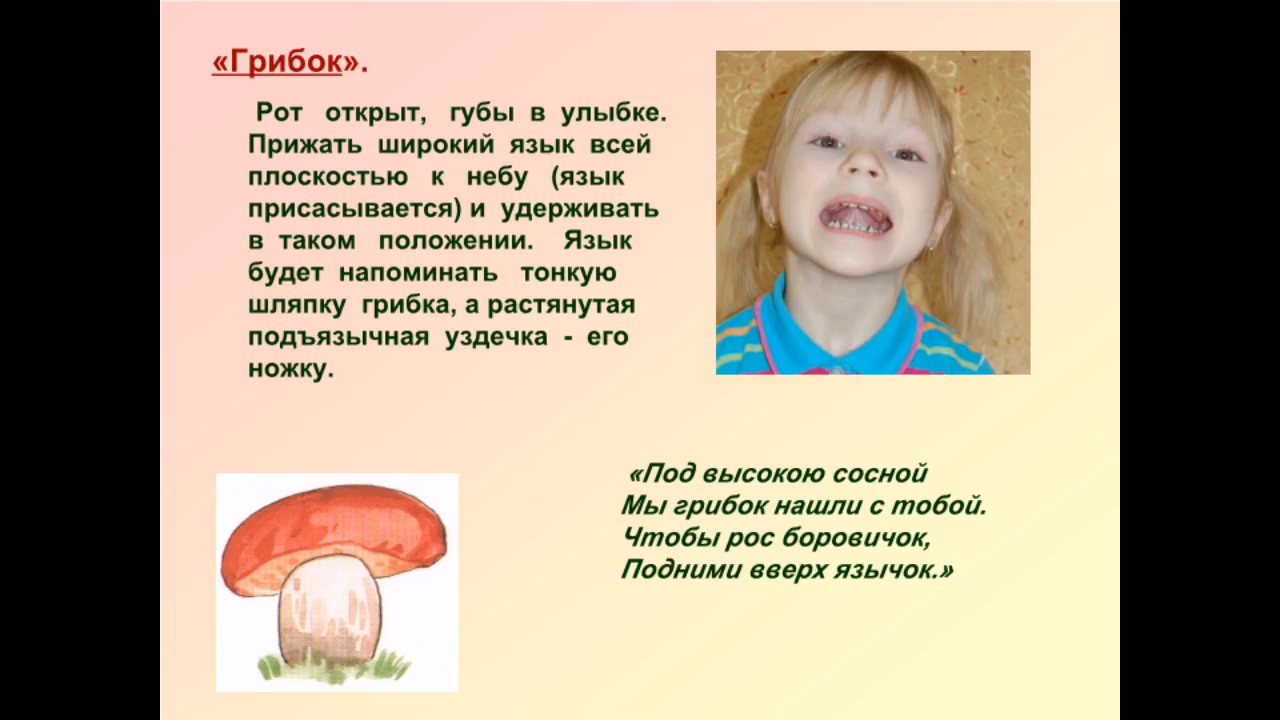 «Грибок».
Рот открыт, губы в улыбке.
Прижать широкий язык всей
плоскостью к небу (язык
присасывается) и удерживать
в таком положении. Язык
будет напоминать тонкую
шляпку грибка, а растянутая
подъязычная уздечка - его
ножку.
«Под высокою сосной
Мы грибок нашли с тобой.
Чтобы рос боровичок,
Подними вверх язычок.»